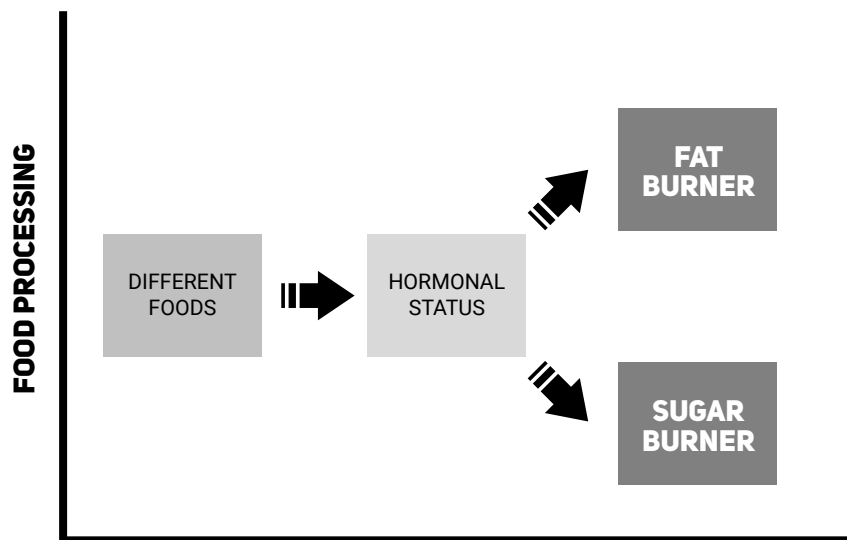 FOOD PROCESSING
DIFFERENT
FOODS
HORMONAL
STATUS
FAT
BURNER
SUGAR
BURNER